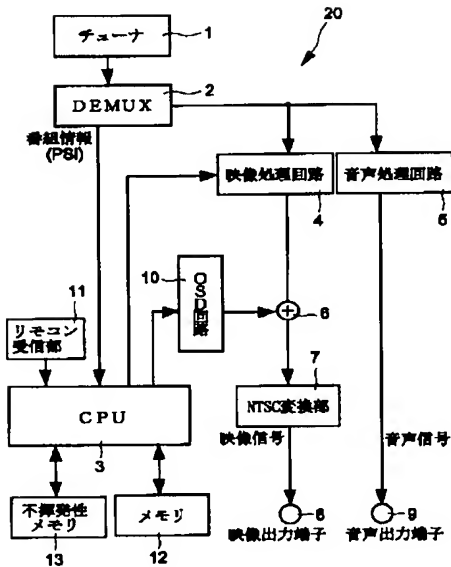 チューナ
1
20
DEMUX
2
番組情報
(PSI)
映像処理回路
4
音声処理回路
5
10
OSD回路
6
11
リモコン
受信部
7
NTSC変換部
CPU
3
映像信号
音声信号
不揮発性
メモリ
13
メモリ
12
8
映像出力端子
9
音声出力端子